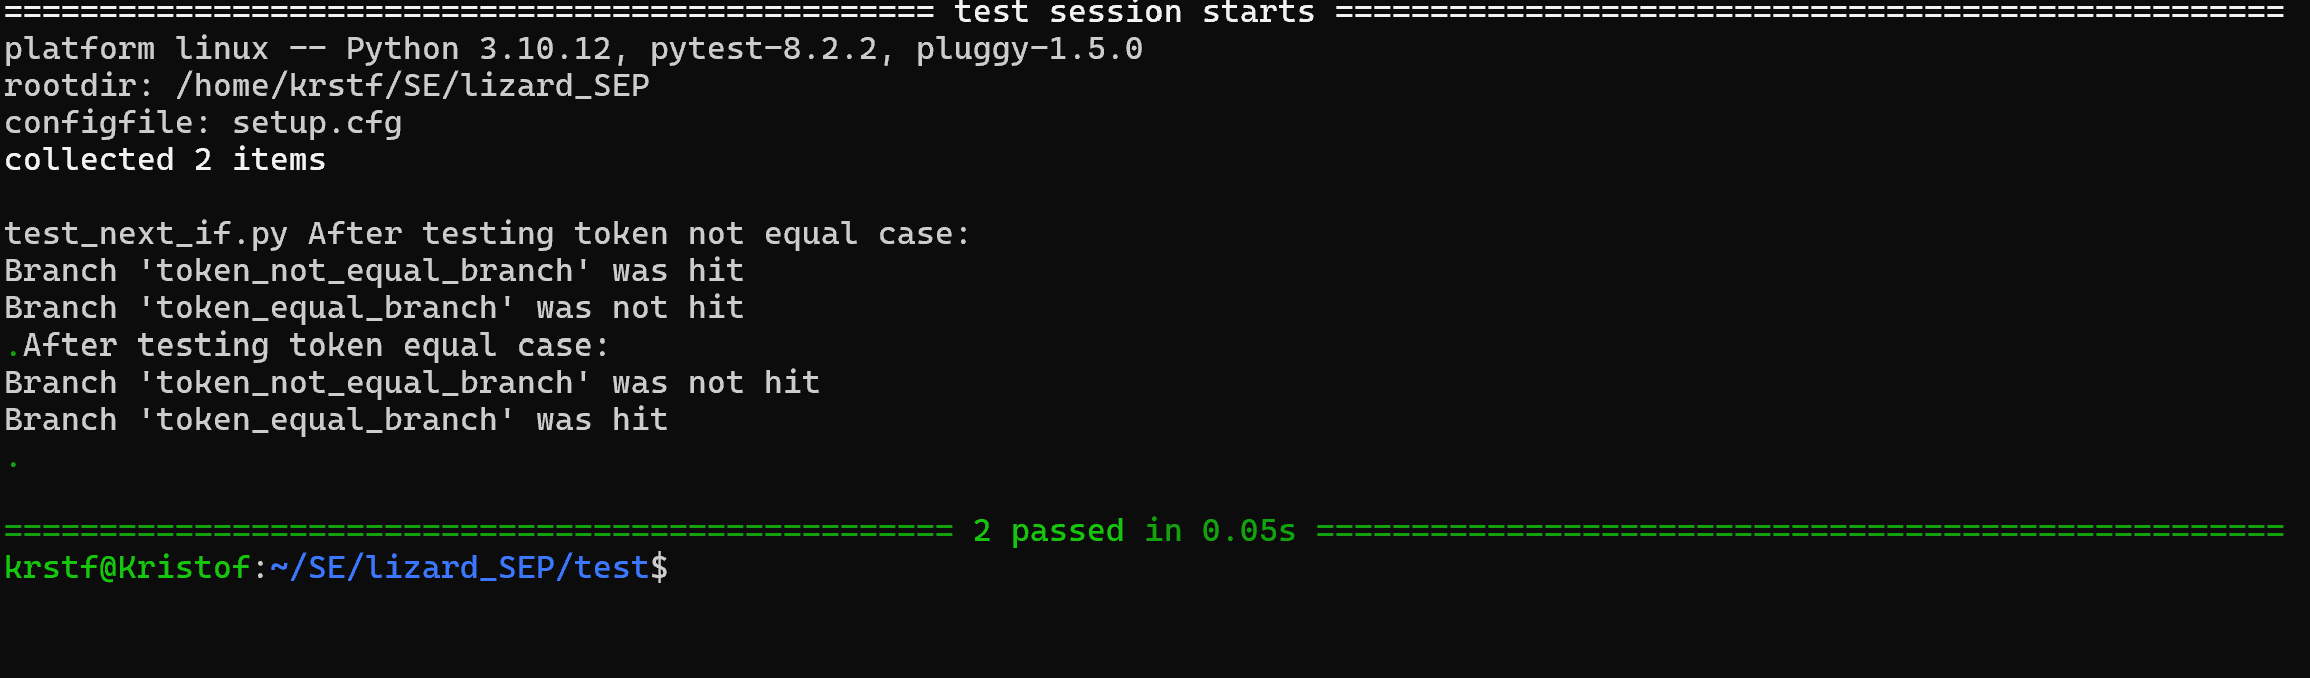 ================================================= test session starts ==================================================
platform linux -- Python 3.10.12, pytest-8.2.2, pluggy-1.5.0
rootdir: /home/krstf/SE/lizard_SEP
configfile: setup.cfg
collected 2 items
test_next_if.py After testing token not equal case:
Branch 'token_not_equal_branch' was hit
Branch 'token_equal_branch' was not hit
.After testing token equal case:
Branch 'token_not_equal_branch' was not hit
Branch 'token_equal_branch' was hit
.
================================================== 2 passed in 0.05s ===================================================
krstf@Kristof:~/SE/lizard_SEP/test$